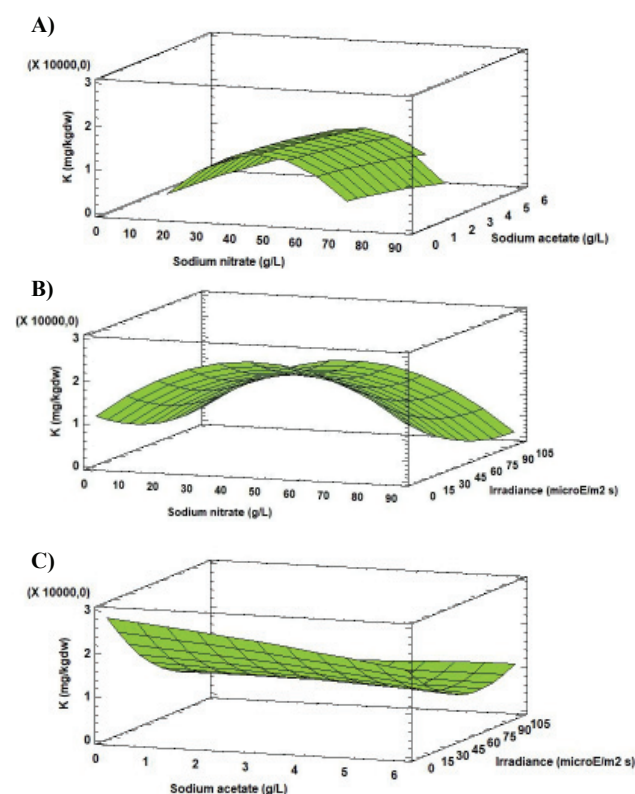 A)
(X 10000,0)
3
2
1
0
K (mg/kgdw)
0 10 20 30 40 50 60 70 80 90
Sodium nitrate (g/L)
0 1 2 3 4 5 6
Sodium acetate (g/L)
B)
(X 10000,0)
3
2
1
0
K (mg/kgdw)
0 10 20 30 40 50 60 70 80 90
Sodium nitrate (g/L)
0 15 30 45 60 75 90 105
Irradiance (microE/m2 s)
C)
(X 10000,0)
3
2
1
0
K (mg/kgdw)
0 1 2 3 4 5 6
Sodium acetate (g/L)
0 15 30 45 60 75 90 105
Irradiance (microE/m2 s)